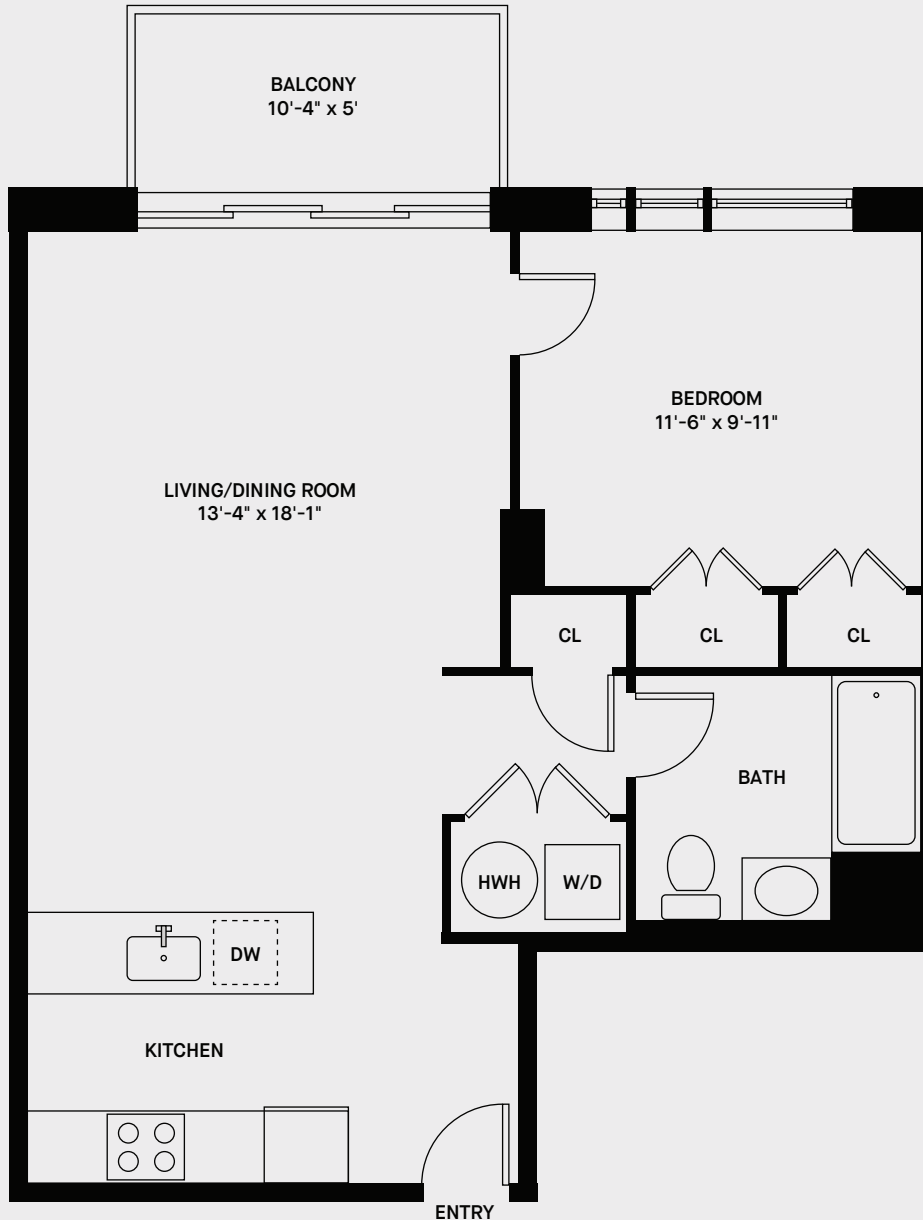 BALCONY
10'-4" x 5'
BEDROOM
11'-6" x 9'-11"
LIVING/DINING ROOM
13'-4" x 18'-1"
CL
CL
CL
BATH
HWH
W/D
DW
KITCHEN
ENTRY